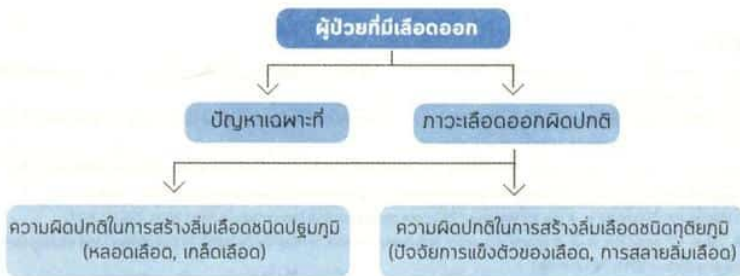 ผู้ป่วยที่มีเลือดออก
ปัญหาเฉพาะที่
ภาวะเลือดออกผิดปกติ
ความผิดปกติในการสร้างลิ่มเลือดชนิดปฐมภูมิ
(หลอดเลือด, เกล็ดเลือด)
ความผิดปกติในการสร้างลิ่มเลือดชนิดทุติยภูมิ
(ปัจจัยการแข็งตัวของเลือด, การสลายลิ่มเลือด)